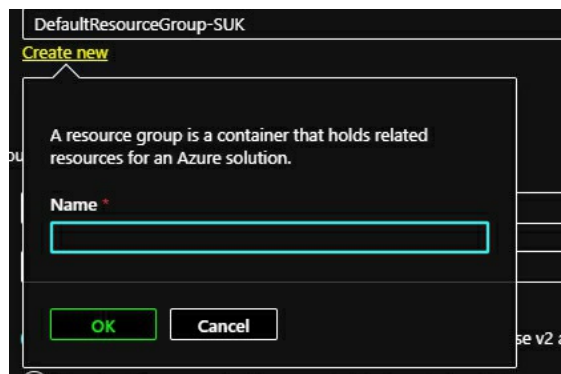 DefaultResourceGroup-SUK
Create new
A resource group is a container that holds related
resources for an Azure solution.
Name *
OK
Cancel
v2